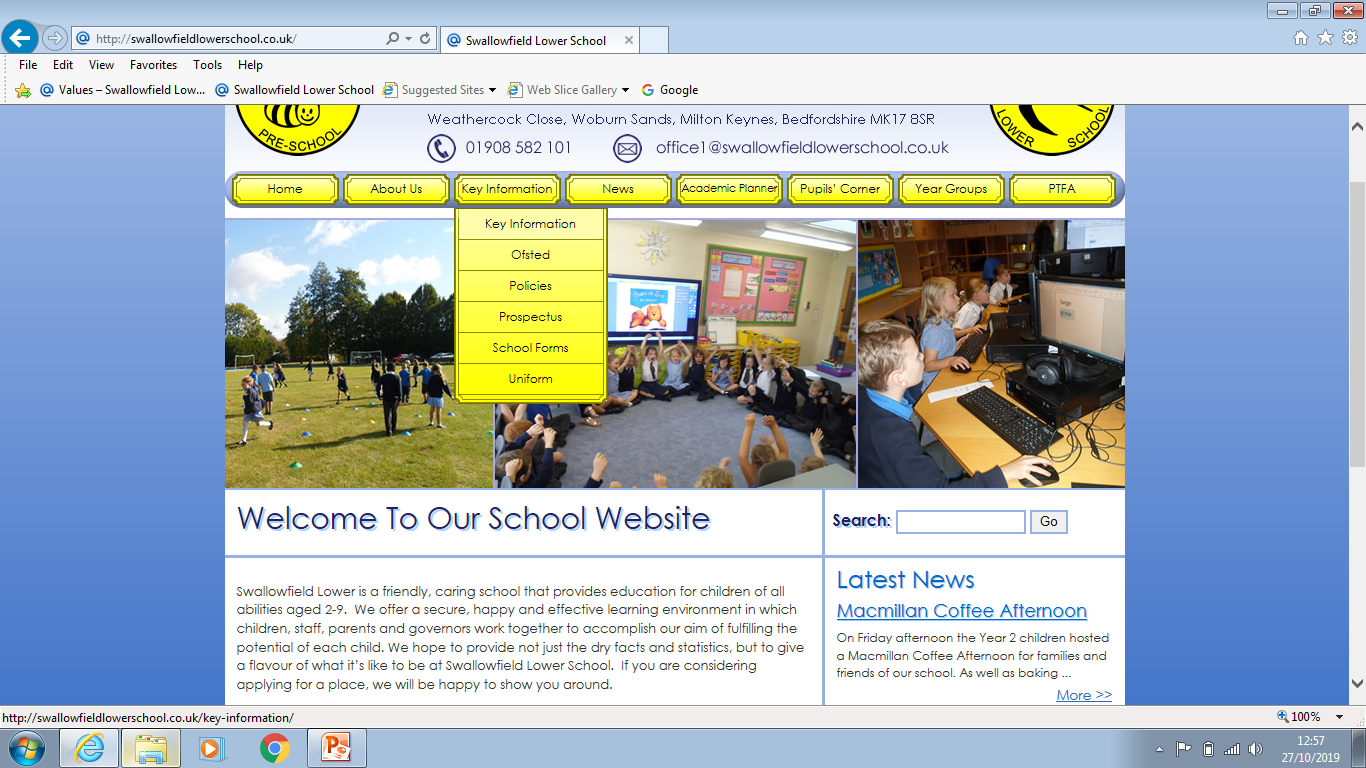 http://swallowfieldlowerschool.co.uk/
Swallowfield Lower School
File Edit View Favorites Tools Help
Values – Swallowfield Low... Swallowfield Lower School Suggested Sites Web Slice Gallery Google
PRE-SCHOOL
LOWER SCHOOL
Weathercock Close, Woburn Sands, Milton Keynes, Bedfordshire MK17 8SR
01908 582 101 office1@swallowfieldlowerschool.co.uk
Home About Us Key Information News Academic Planner Pupils' Corner Year Groups PTFA
Key Information
Ofsted
Policies
Prospectus
School Forms
Uniform
Welcome To Our School Website
Search: Go
Swallowfield Lower is a friendly, caring school that provides education for children of all
abilities aged 2-9. We offer a secure, happy and effective learning environment in which
children, staff, parents and governors work together to accomplish our aim of fulfilling the
potential of each child. We hope to provide not just the dry facts and statistics, but to give
a flavour of what it's like to be at Swallowfield Lower School. If you are considering
applying for a place, we will be happy to show you around.
Latest News
Macmillan Coffee Afternoon
On Friday afternoon the Year 2 children hosted
a Macmillan Coffee Afternoon for families and
friends of our school. As well as baking ...
More >>
http://swallowfieldlowerschool.co.uk/key-information/
100%
12:57
27/10/2019